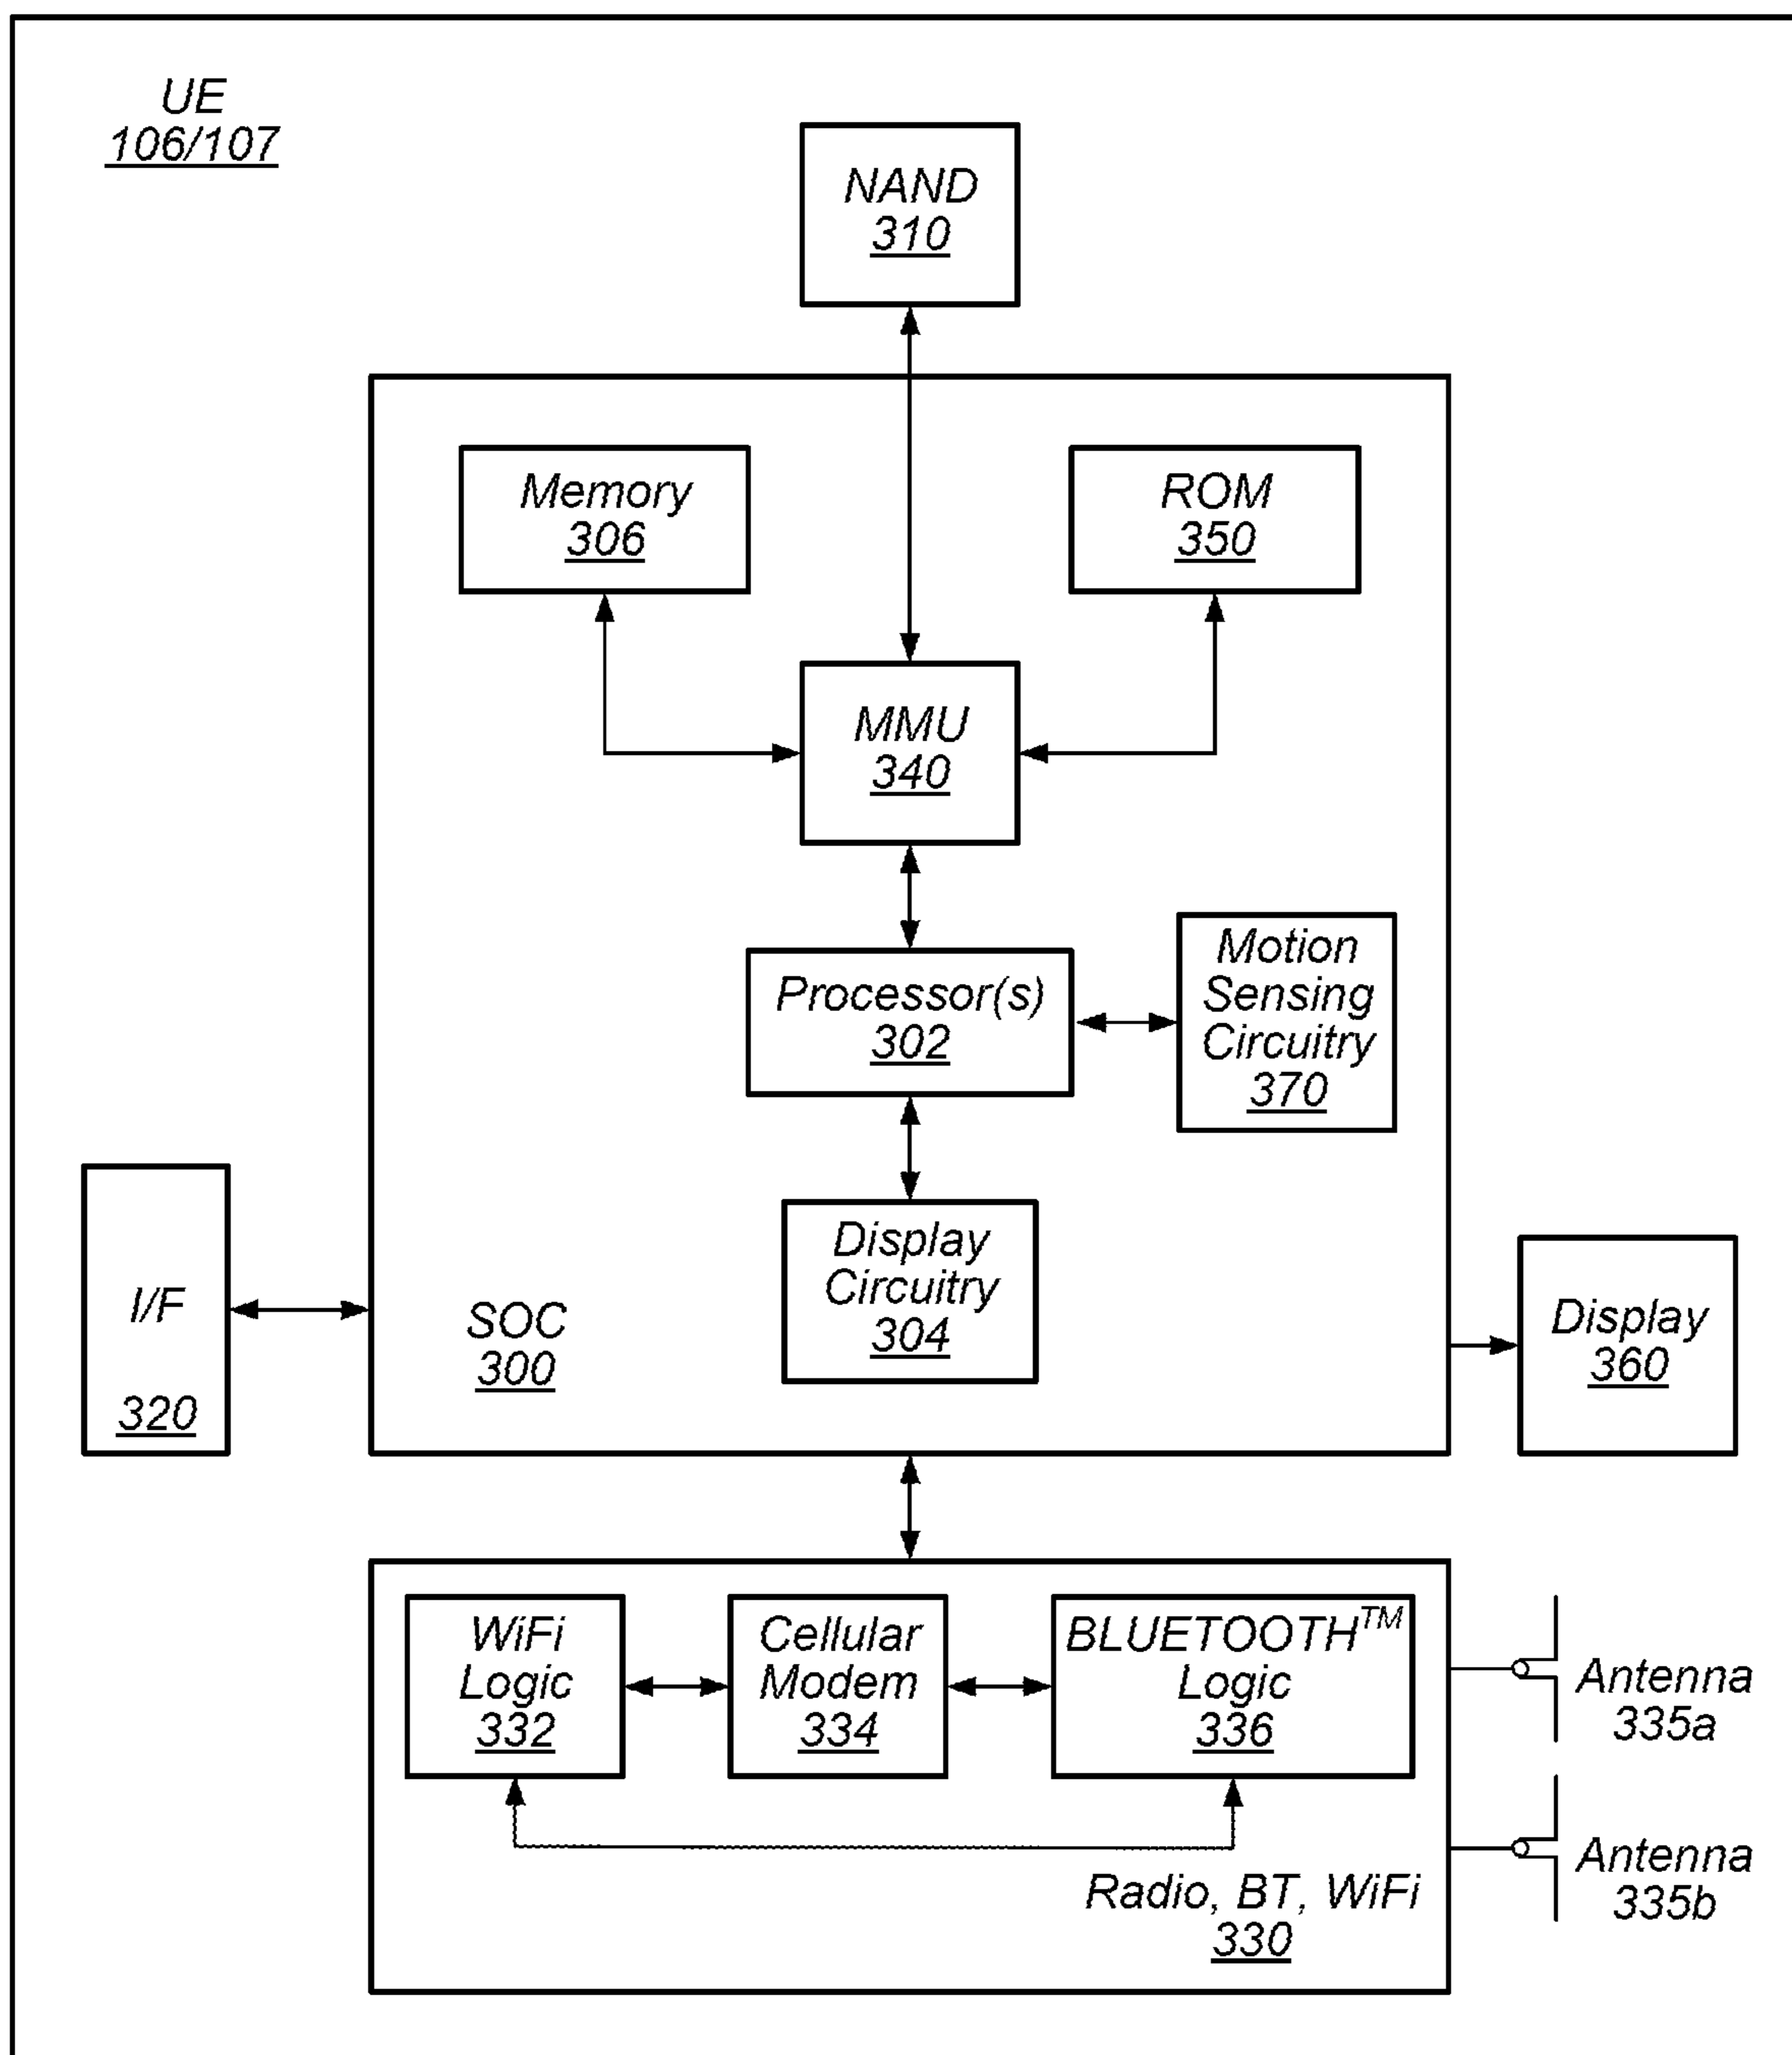 UE
106/107
NAND
310
Memory
306
ROM
350
MMU
340
Processor(s)
302
Motion
Sensing
Circuitry
370
Display
Circuitry
304
SOC
300
I/F
320
Display
360
WiFi
Logic
332
Cellular
Modem
334
BLUETOOTH™
Logic
336
Radio, BT, WiFi
330
Antenna
335a
Antenna
335b